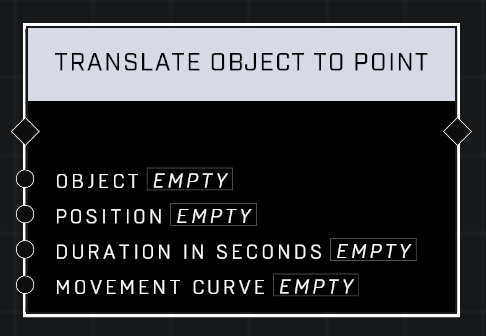 TRANSLATE OBJECT TO POINT
OBJECT EMPTY
POSITION EMPTY
DURATION IN SECONDS EMPTY
MOVEMENT CURVE EMPTY